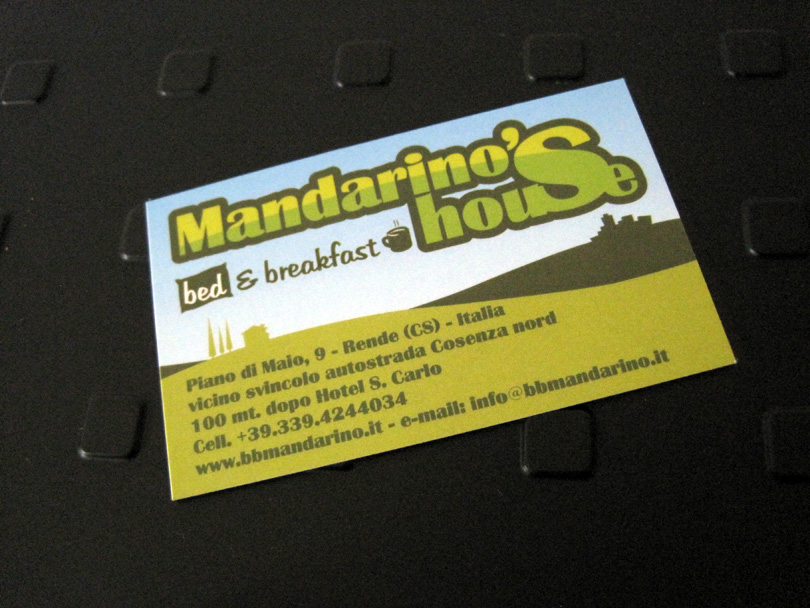 Mandarino's
house
bed & breakfast
Piano di Maio, 9 - Rende (CS) - Italia
vicino svincolo autostrada Cosenza nord
100 mt. dopo Hotel S. Carlo
Cell. +39.339.4244034
www.bbmandarino.it - e-mail: info@bbmandarino.it